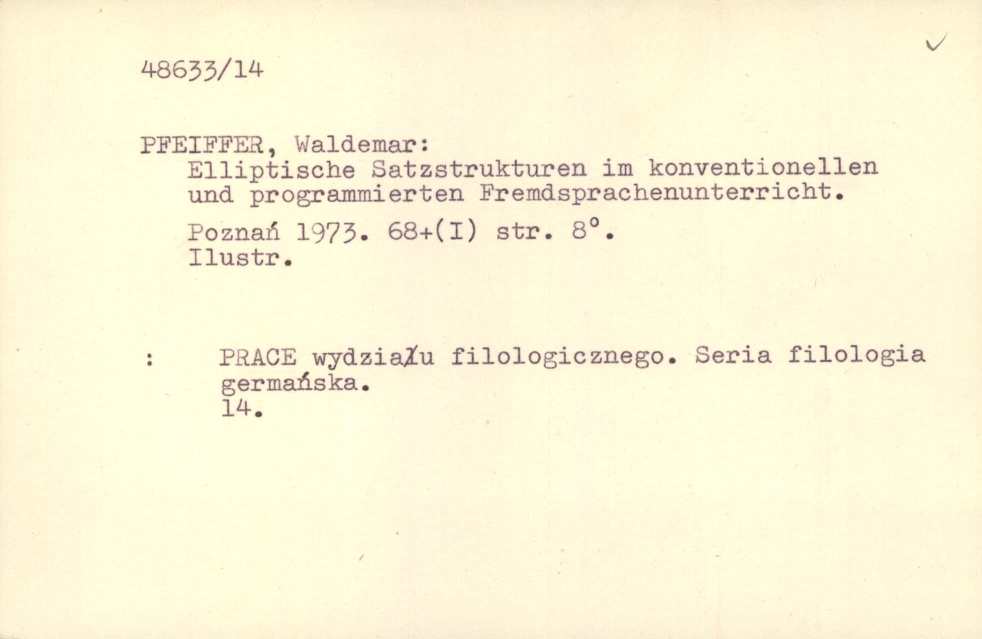 48633/14
PFEIFFER, Waldemar:
Elliptische Satzstrukturen im konventionellen
und programmierten Fremdsprachenunterricht.
Poznań 1973. 68+(I) str. 8°.
Ilustr.
: PRACE wydziału filologicznego. Seria filologia
germańska.
14.